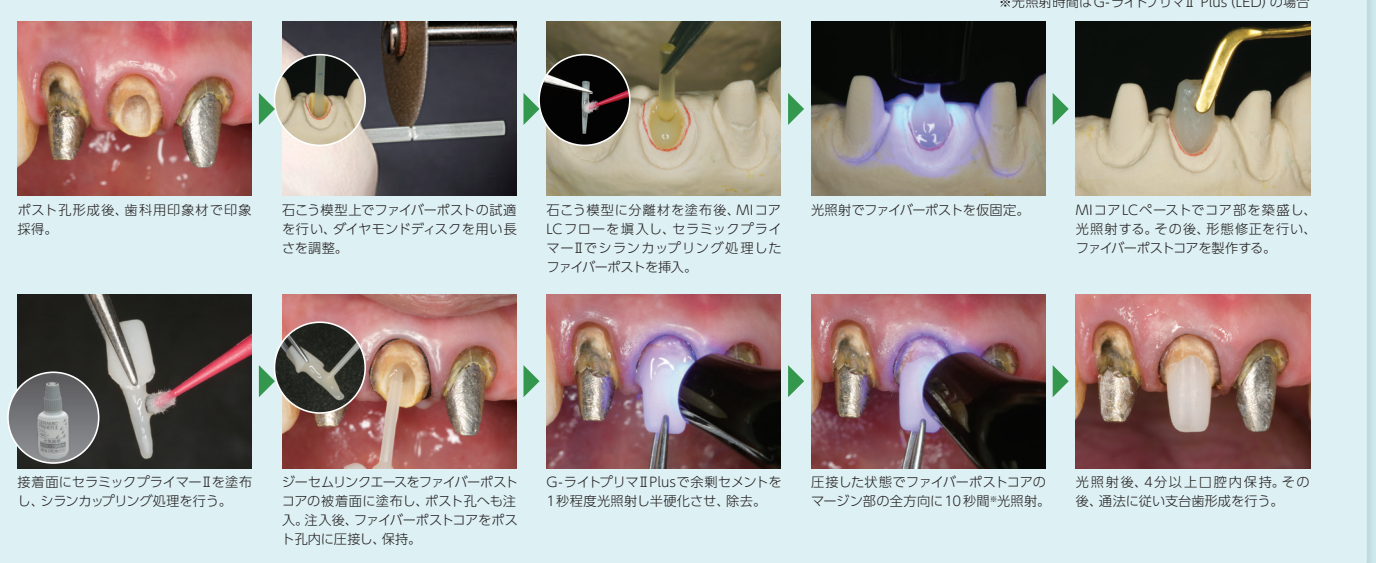 ※光照射時間はG-ライトプリマⅡ Plus (LED) の場合
ポスト孔形成後、歯科用印象材で印象
採得。
石こう模型上でファイバーポストの試適
を行い、ダイヤモンドディスクを用い長
さを調整。
石こう模型に分離材を塗布後、MIコア
LCフローを塡入し、セラミックプライ
マーⅡでシランカップリング処理した
ファイバーポストを挿入。
光照射でファイバーポストを仮固定。
MIコアLCペーストでコア部を築盛し、
光照射する。その後、形態修正を行い、
ファイバーポストコアを製作する。
接着面にセラミックプライマーⅡを塗布
し、シランカップリング処理を行う。
ジーセムリンクエースをファイバーポスト
コアの被着面に塗布し、ポスト孔へも注
入。注入後、ファイバーポストコアをポス
ト孔内に圧接し、保持。
G-ライトプリマⅡPlusで余剰セメントを
1秒程度光照射し半硬化させ、除去。
圧接した状態でファイバーポストコアの
マージン部の全方向に10秒間*光照射。
光照射後、4分以上口腔内保持。その
後、通法に従い支台歯形成を行う。